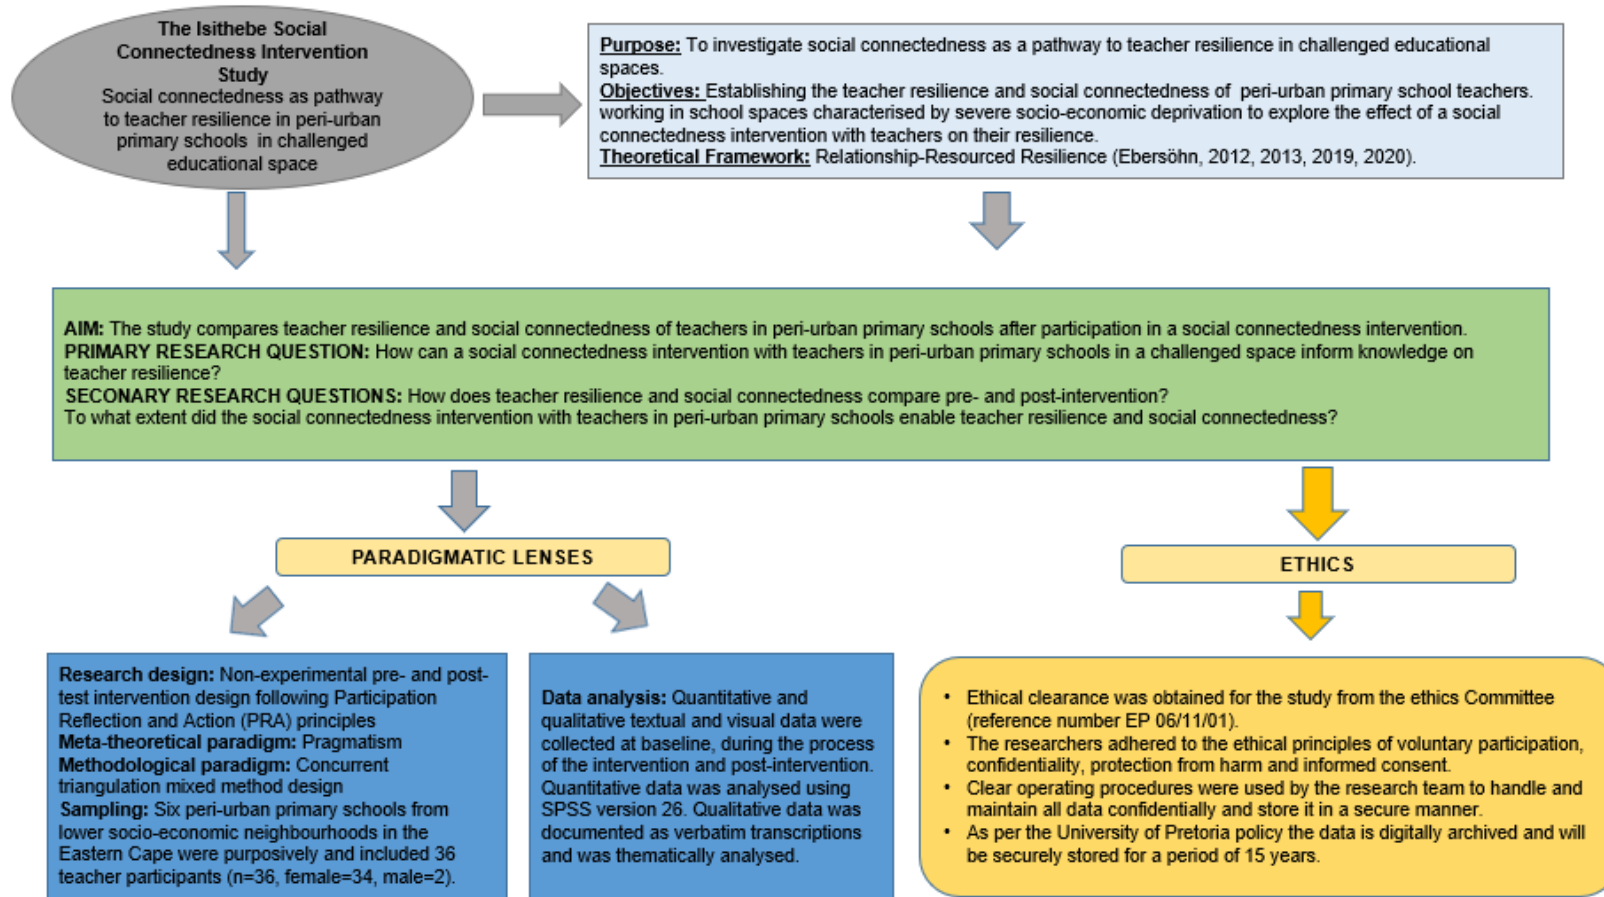 The Isithebe Social
Connectedness Intervention
Study
Social connectedness as pathway
to teacher resilience in peri-urban
primary schools in challenged
educational space
Purpose: To investigate social connectedness as a pathway to teacher resilience in challenged educational
spaces.
Objectives: Establishing the teacher resilience and social connectedness of peri-urban primary school teachers.
working in school spaces characterised by severe socio-economic deprivation to explore the effect of a social
connectedness intervention with teachers on their resilience.
Theoretical Framework: Relationship-Resourced Resilience (Ebersöhn, 2012, 2013, 2019, 2020).
AIM: The study compares teacher resilience and social connectedness of teachers in peri-urban primary schools after participation in a social connectedness intervention.
PRIMARY RESEARCH QUESTION: How can a social connectedness intervention with teachers in peri-urban primary schools in a challenged space inform knowledge on
teacher resilience?
SECONARY RESEARCH QUESTIONS: How does teacher resilience and social connectedness compare pre- and post-intervention?
To what extent did the social connectedness intervention with teachers in peri-urban primary schools enable teacher resilience and social connectedness?
PARADIGMATIC LENSES
ETHICS
Research design: Non-experimental pre- and post-
test intervention design following Participation
Reflection and Action (PRA) principles
Meta-theoretical paradigm: Pragmatism
Methodological paradigm: Concurrent
triangulation mixed method design
Sampling: Six peri-urban primary schools from
lower socio-economic neighbourhoods in the
Eastern Cape were purposively and included 36
teacher participants (n=36, female=34, male=2).
Data analysis: Quantitative and
qualitative textual and visual data were
collected at baseline, during the process
of the intervention and post-intervention.
Quantitative data was analysed using
SPSS version 26. Qualitative data was
documented as verbatim transcriptions
and was thematically analysed.
• Ethical clearance was obtained for the study from the ethics Committee
(reference number EP 06/11/01).
• The researchers adhered to the ethical principles of voluntary participation,
confidentiality, protection from harm and informed consent.
• Clear operating procedures were used by the research team to handle and
maintain all data confidentially and store it in a secure manner.
• As per the University of Pretoria policy the data is digitally archived and will
be securely stored for a period of 15 years.